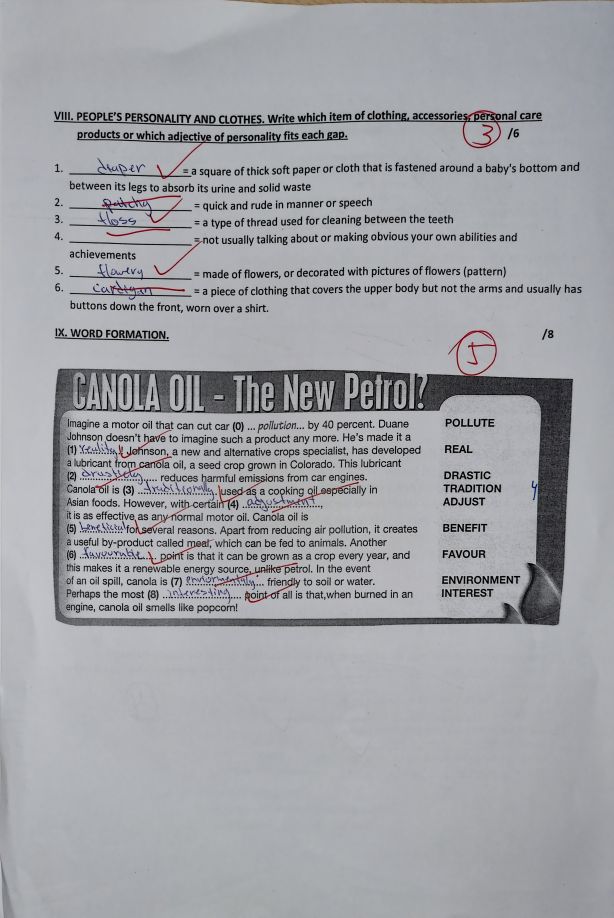 VIII. PEOPLE'S PERSONALITY AND CLOTHES. Write which item of clothing, accessories, personal care
products or which adjective of personality fits each gap.
3 /6
1. diaper = a square of thick soft paper or cloth that is fastened around a baby's bottom and
between its legs to absorb its urine and solid waste
2. patchy = quick and rude in manner or speech
3. floss = a type of thread used for cleaning between the teeth
4. = not usually talking about or making obvious your own abilities and
achievements
5. flowery = made of flowers, or decorated with pictures of flowers (pattern)
6. cardigan = a piece of clothing that covers the upper body but not the arms and usually has
buttons down the front, worn over a shirt.
IX. WORD FORMATION. 5 /8
CANOLA OIL - The New Petrol?
Imagine a motor oil that can cut car (0) ... pollution... by 40 percent. Duane POLLUTE
Johnson doesn't have to imagine such a product any more. He's made it a
(1) reality! Johnson, a new and alternative crops specialist, has developed REAL
a lubricant from canola oil, a seed crop grown in Colorado. This lubricant
(2) reduces harmful emissions from car engines. DRASTIC
Canola oil is (3) traditionally used as a cooking oil especially in TRADITION 4
Asian foods. However, with certain (4) adjustment, ADJUST
it is as effective as any normal motor oil. Canola oil is
(5) beneficial for several reasons. Apart from reducing air pollution, it creates BENEFIT
a useful by-product called meal, which can be fed to animals. Another
(6) favourable point is that it can be grown as a crop every year, and FAVOUR
this makes it a renewable energy source, unlike petrol. In the event
of an oil spill, canola is (7) friendly to soil or water. ENVIRONMENT
Perhaps the most (8) interesting point of all is that,when burned in an INTEREST
engine, canola oil smells like popcorn!